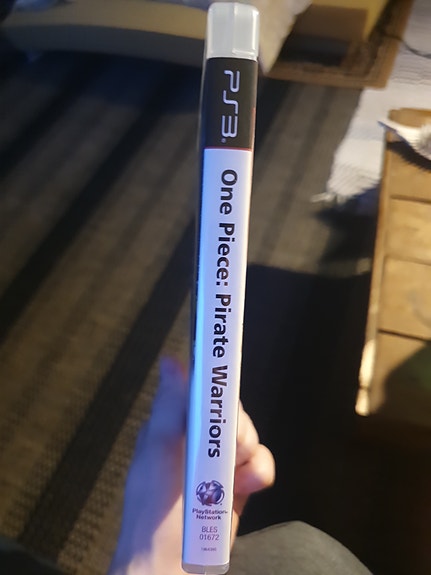 PS3
One Piece: Pirate Warriors
PlayStation
Network
BLES
01672